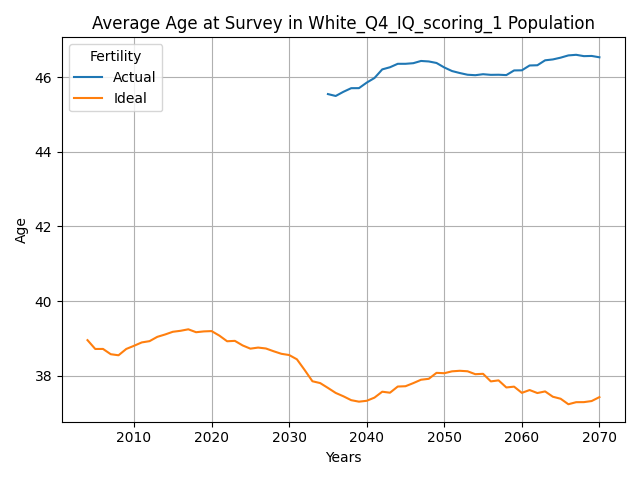 Average Age at Survey in White_Q4_IQ_scoring_1 Population
Fertility
Actual
Ideal
46
44
42
40
38
Age
2010 2020 2030 2040 2050 2060 2070
Years